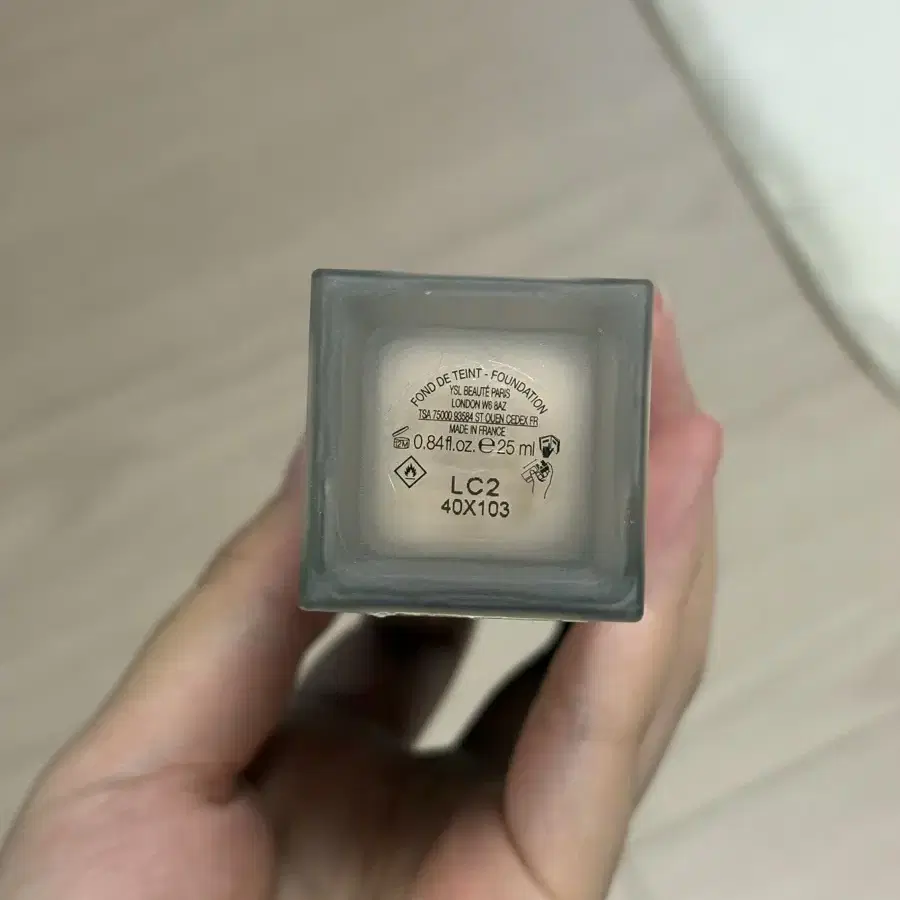 FOND DE TEINT - FOUNDATION
YSL BEAUTÉ PARIS
LONDON W6 8AZ
TSA 75000 93584 ST OUEN CEDEX FR
MADE IN FRANCE
12M 0.84fl.oz. e 25 ml
LC2
40X103